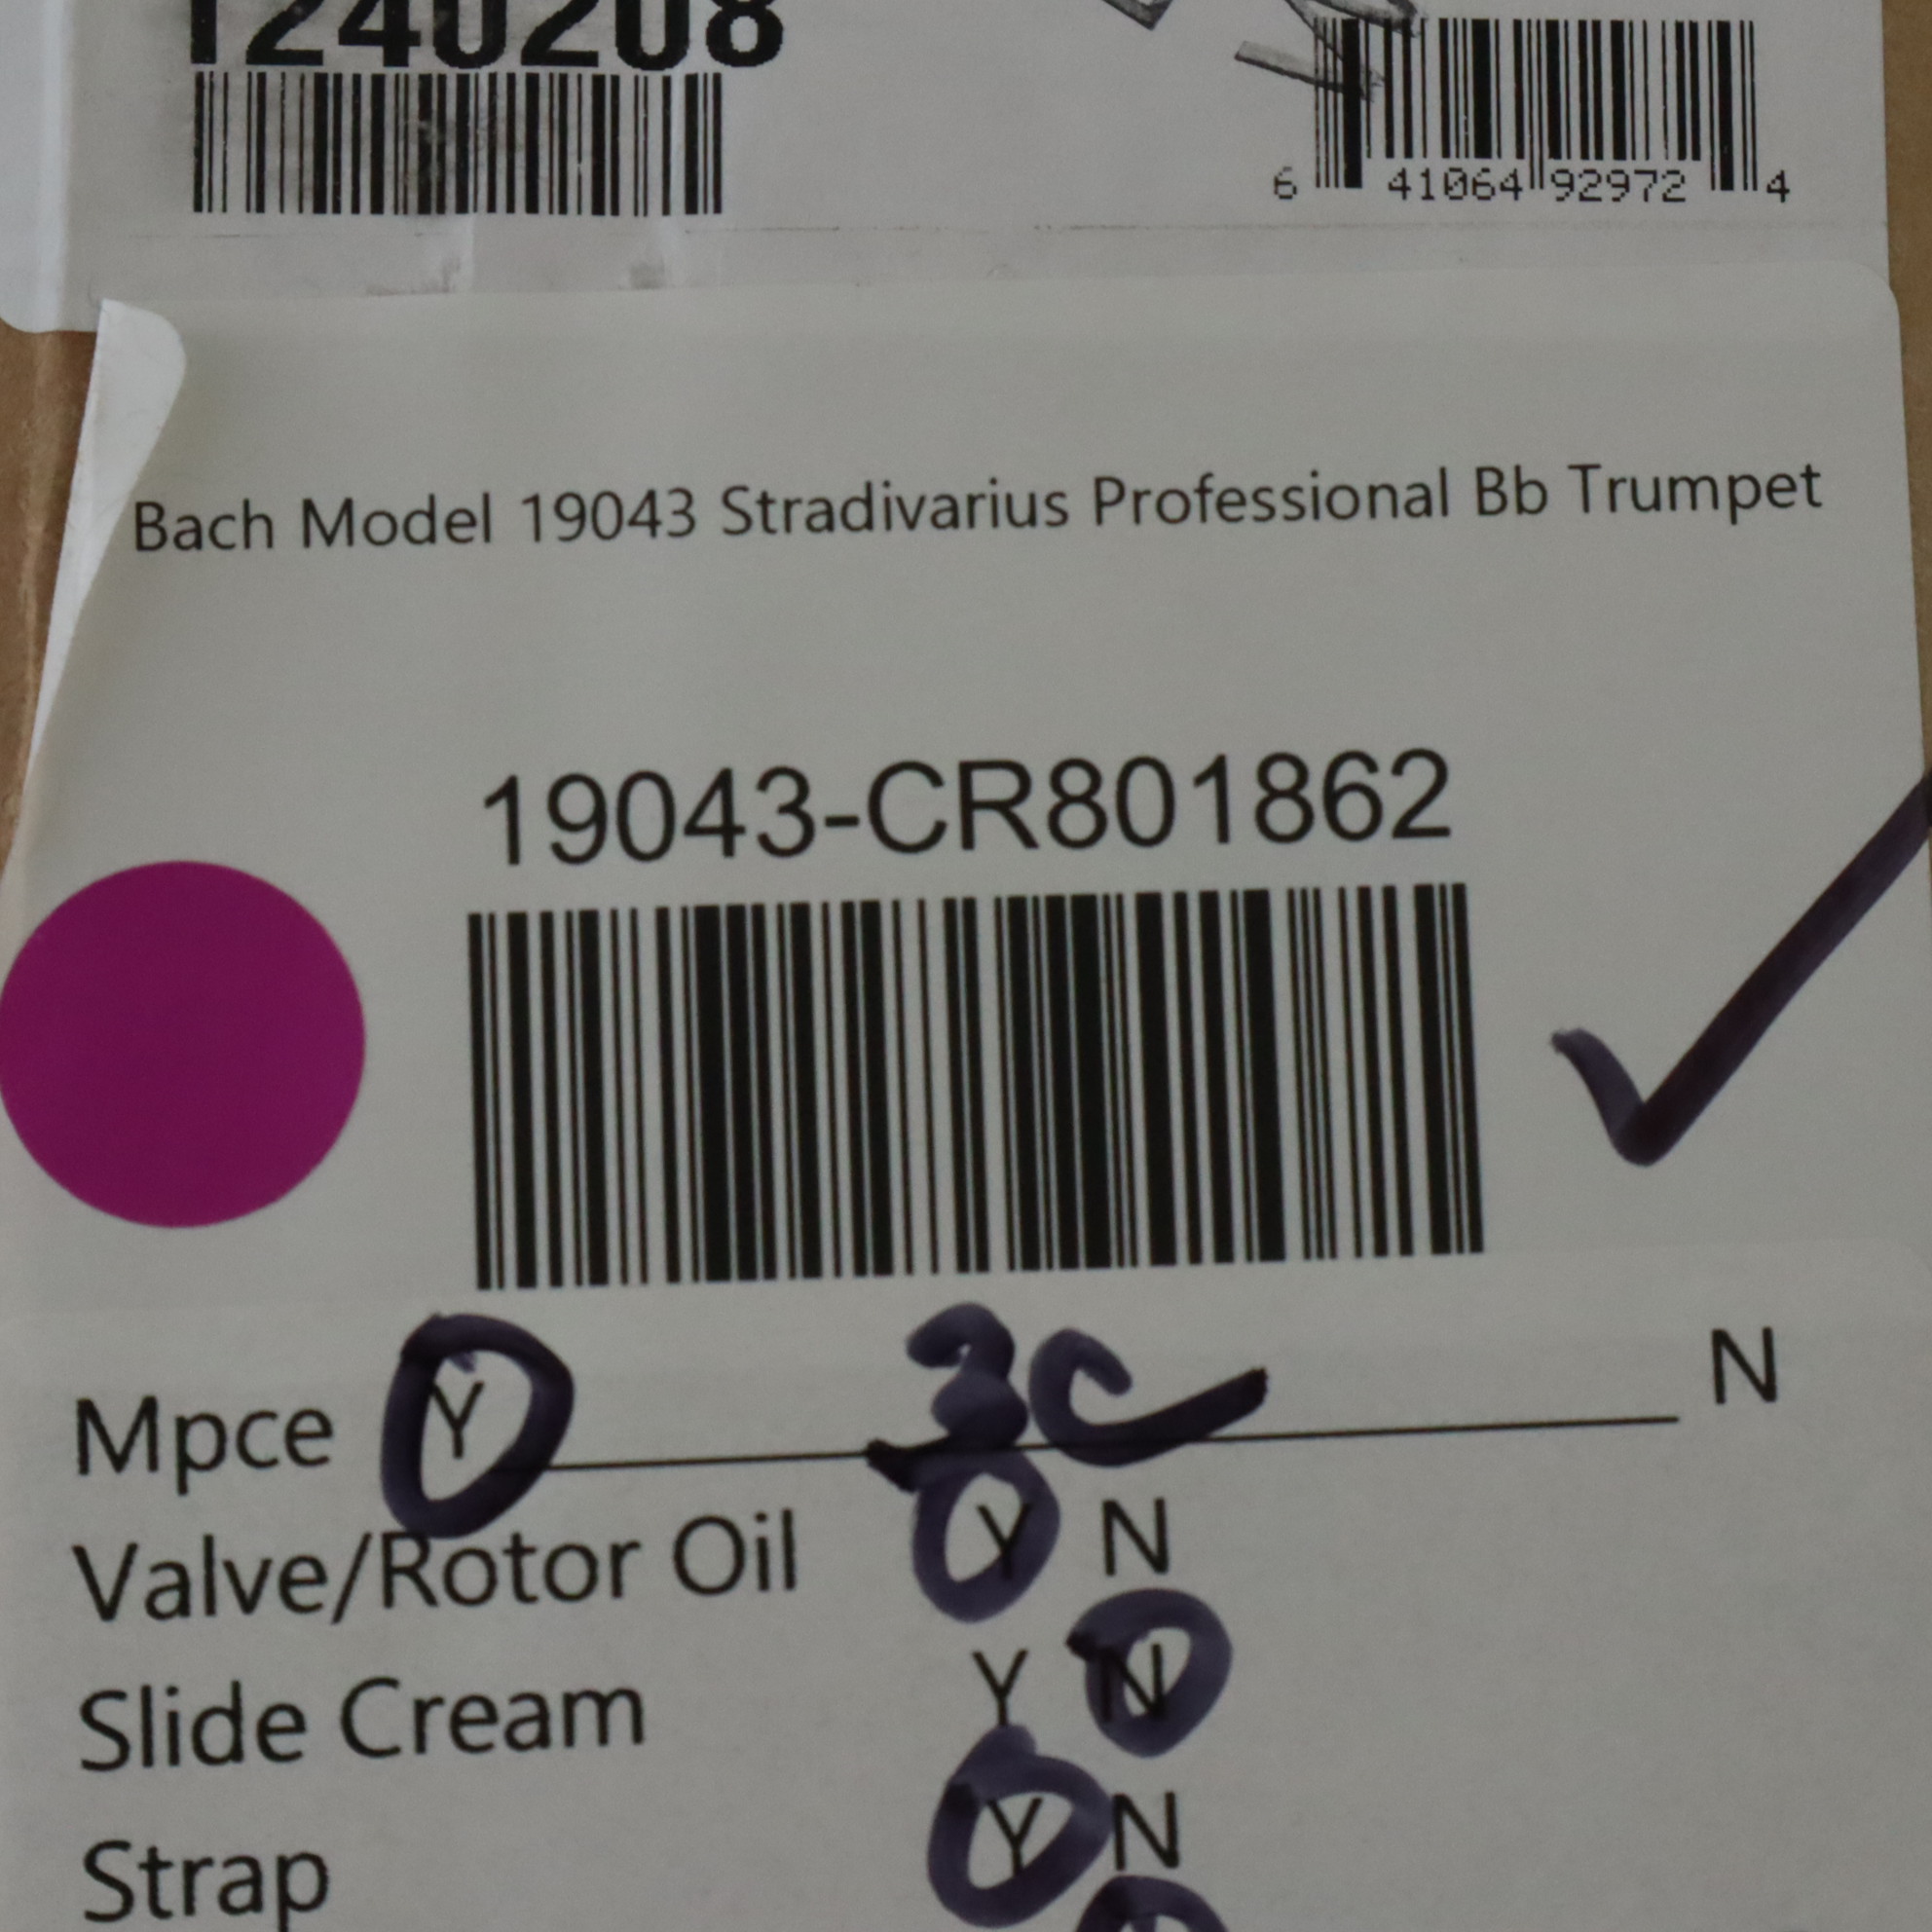 1240208
6 41064 92972 4
Bach Model 19043 Stradivarius Professional Bb Trumpet
19043-CR801862
Mpce Y 3C N
Valve/Rotor Oil Y N
Slide Cream Y N
Strap Y N